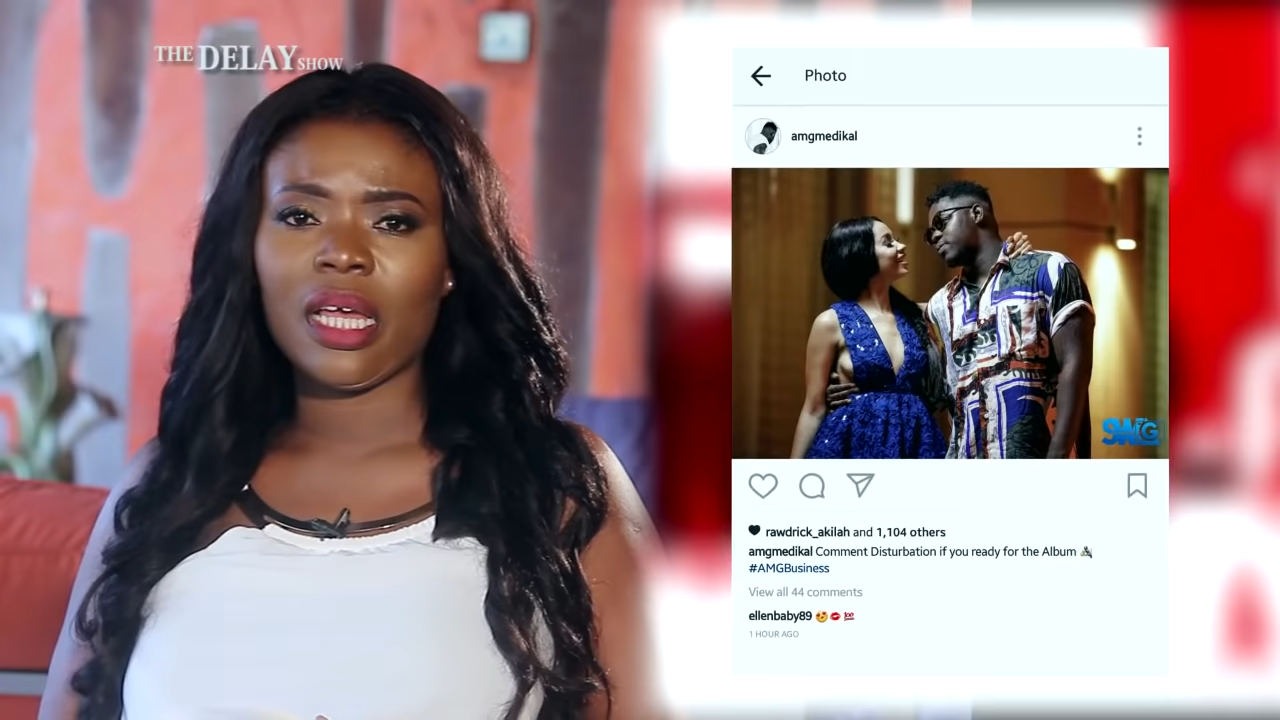 THE DELAY SHOW
Photo
amgmedikal
SWAG
rawdrick_akilah and 1,104 others
amgmedikal Comment Disturbation if you ready for the Album
#AMGBusiness
View all 44 comments
ellenbaby89 😍💋💯
1 HOUR AGO